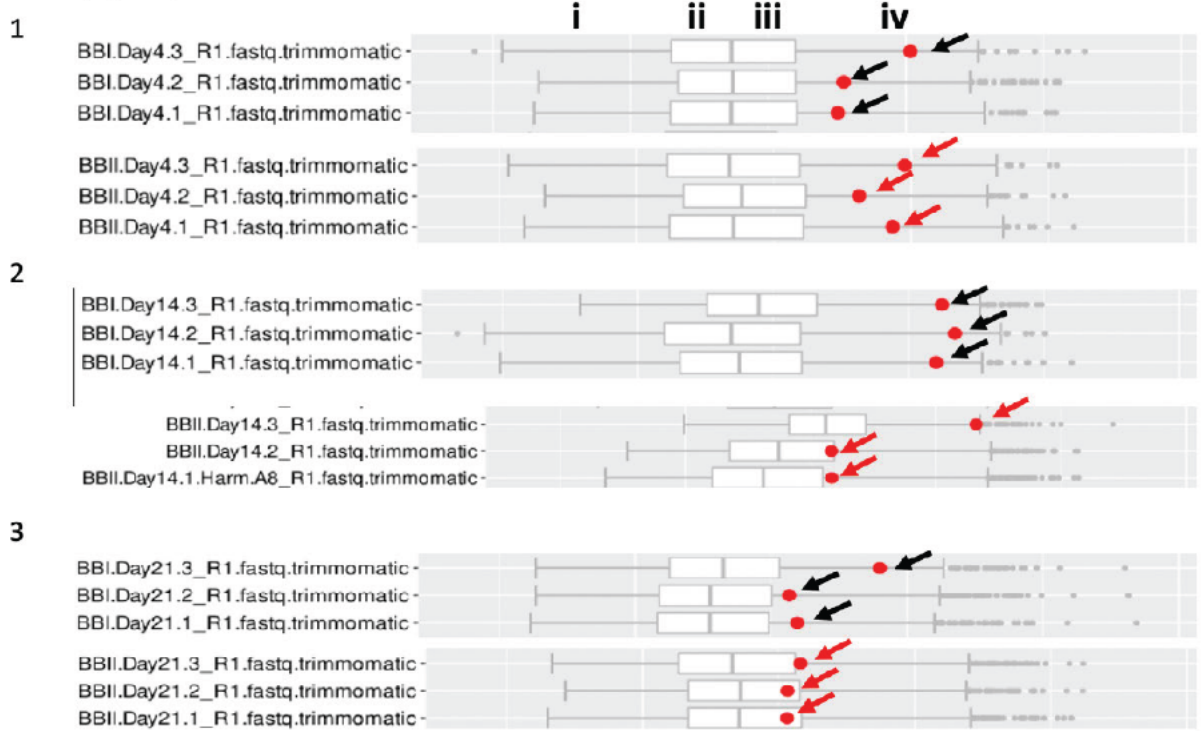 i ii iii iv
1
BBI.Day4.3_R1.fastq.trimmomatic
BBI.Day4.2_R1.fastq.trimmomatic
BBI.Day4.1_R1.fastq.trimmomatic
BBII.Day4.3_R1.fastq.trimmomatic
BBII.Day4.2_R1.fastq.trimmomatic
BBII.Day4.1_R1.fastq.trimmomatic
2
BBI.Day14.3_R1.fastq.trimmomatic
BBI.Day14.2_R1.fastq.trimmomatic
BBI.Day14.1_R1.fastq.trimmomatic
BBII.Day14.3_R1.fastq.trimmomatic
BBII.Day14.2_R1.fastq.trimmomatic
BBII.Day14.1.Harm.A8_R1.fastq.trimmomatic
3
BBI.Day21.3_R1.fastq.trimmomatic
BBI.Day21.2_R1.fastq.trimmomatic
BBI.Day21.1_R1.fastq.trimmomatic
BBII.Day21.3_R1.fastq.trimmomatic
BBII.Day21.2_R1.fastq.trimmomatic
BBII.Day21.1_R1.fastq.trimmomatic